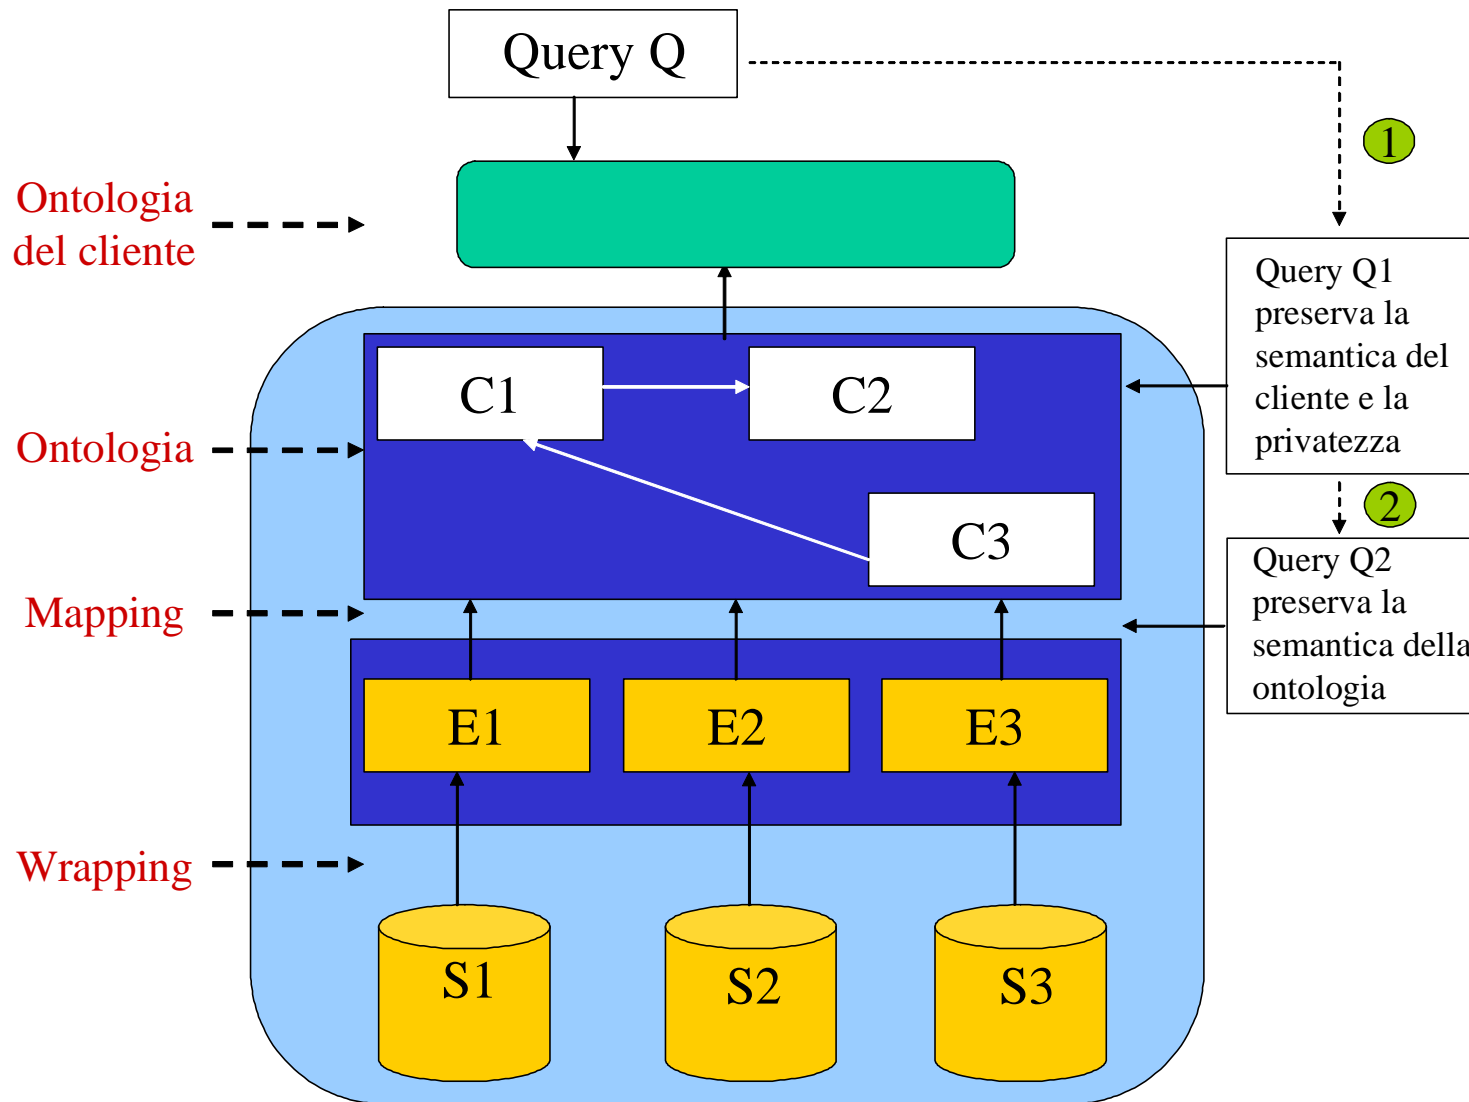 Query Q
1
Ontologia
del cliente
Query Q1
preserva la
semantica del
cliente e la
privatezza
C1
C2
Ontologia
2
C3
Query Q2
preserva la
semantica della
ontologia
Mapping
E1
E2
E3
Wrapping
S1
S2
S3